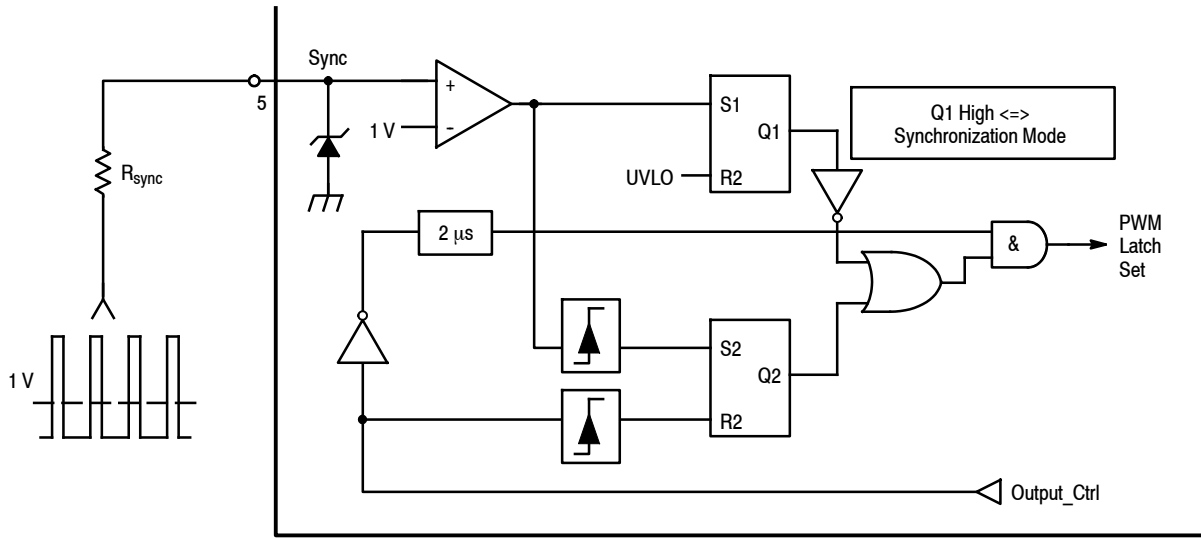 Sync
5
+
1 V
-
R_sync
S1
Q1
UVLO
R2
Q1 High <=>
Synchronization Mode
2 μs
&
PWM
Latch
Set
1 V
S2
Q2
R2
Output_Ctrl